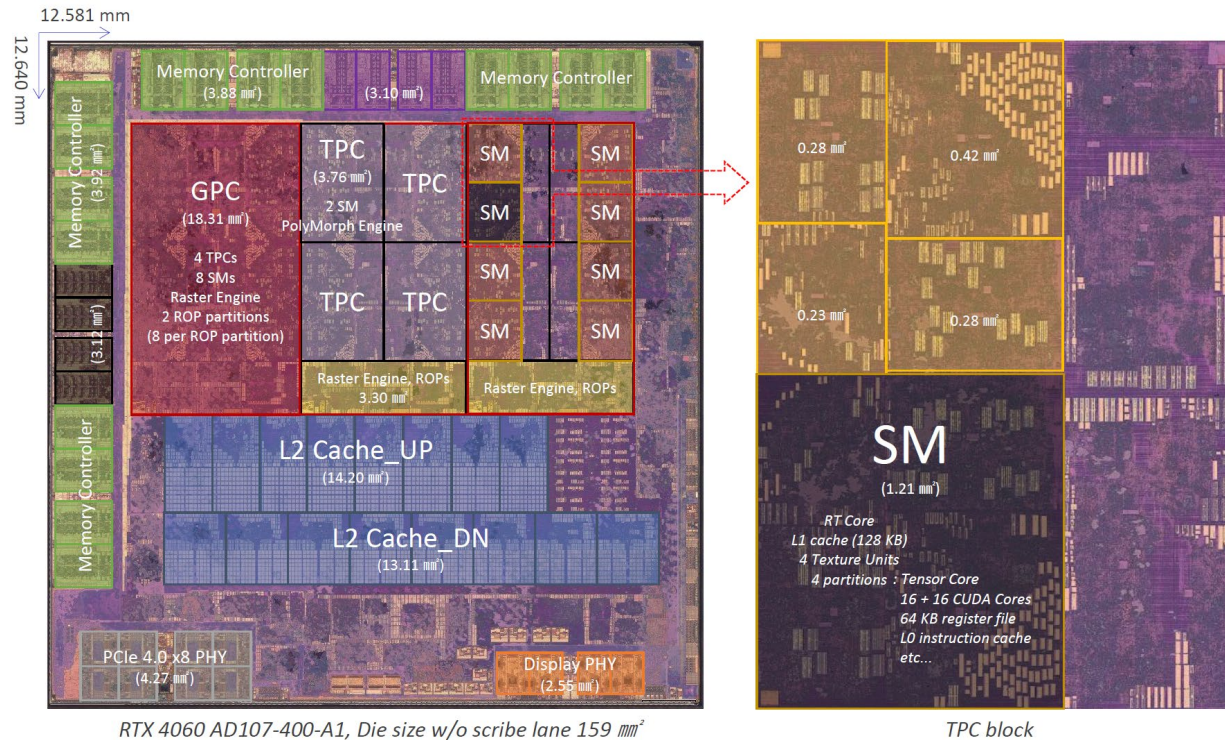 12.581 mm
12.640 mm
Memory Controller
(3.88 ㎟)
(3.10 ㎟)
Memory Controller
Memory Controller
(3.92 ㎟)
(3.12 ㎟)
Memory Controller
GPC
(18.31 ㎟)
4 TPCs
8 SMs
Raster Engine
2 ROP partitions
(8 per ROP partition)
TPC
(3.76 ㎟)
2 SM
PolyMorph Engine
TPC
TPC
TPC
SM
SM
SM
SM
SM
SM
SM
SM
Raster Engine, ROPs
3.30 ㎟
Raster Engine, ROPs
L2 Cache_UP
(14.20 ㎟)
L2 Cache_DN
(13.11 ㎟)
PCIe 4.0 x8 PHY
(4.27 ㎟)
Display PHY
(2.55 ㎟)
RTX 4060 AD107-400-A1, Die size w/o scribe lane 159 ㎟
0.28 ㎟
0.42 ㎟
0.23 ㎟
0.28 ㎟
SM
(1.21 ㎟)
RT Core
L1 cache (128 KB)
4 Texture Units
4 partitions : Tensor Core
16 + 16 CUDA Cores
64 KB register file
L0 instruction cache
etc...
TPC block